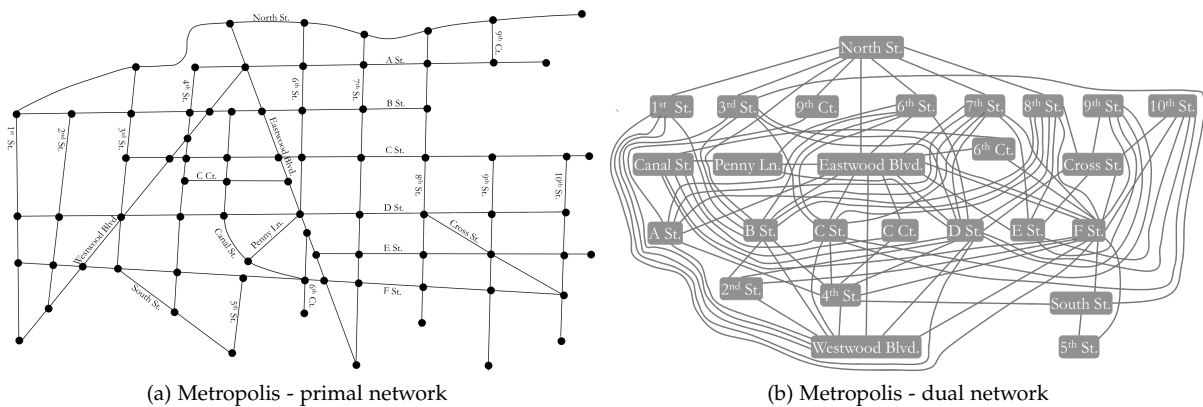 North St.
9th Ct.
A St.
4th St.
6th St.
7th St.
B St.
1st St.
2nd St.
3rd St.
Eastwood Blvd.
C St.
C Ct.
8th St.
9th St.
10th St.
D St.
Westwood Blvd.
Canal St.
Penny Ln.
Cross St.
E St.
South St.
5th St.
6th Ct.
F St.
(a) Metropolis - primal network
North St.
1st St. 3rd St. 9th Ct. 6th St. 7th St. 8th St. 9th St. 10th St.
6th Ct.
Canal St. Penny Ln. Eastwood Blvd. Cross St.
A St. B St. C St. C Ct. D St. E St. F St.
2nd St. 4th St. South St.
Westwood Blvd. 5th St.
(b) Metropolis - dual network